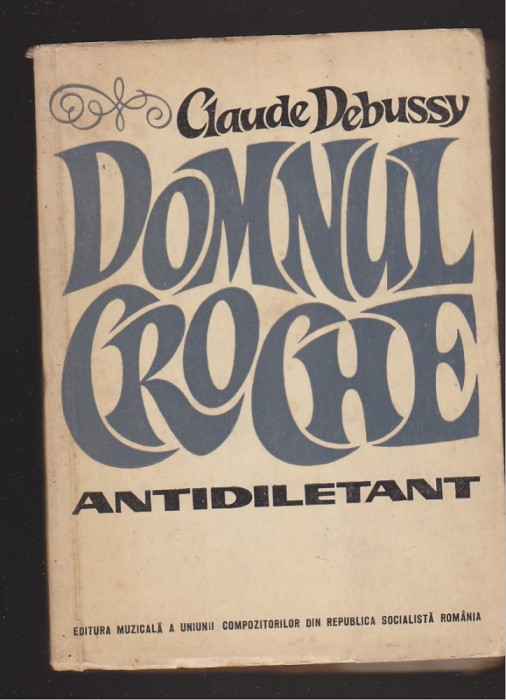 Claude Debussy
DOMNUL
CROCHE
ANTIDILETANT
EDITURA MUZICALĂ A UNIUNII COMPOZITORILOR DIN REPUBLICA SOCIALISTĂ ROMÂNIA